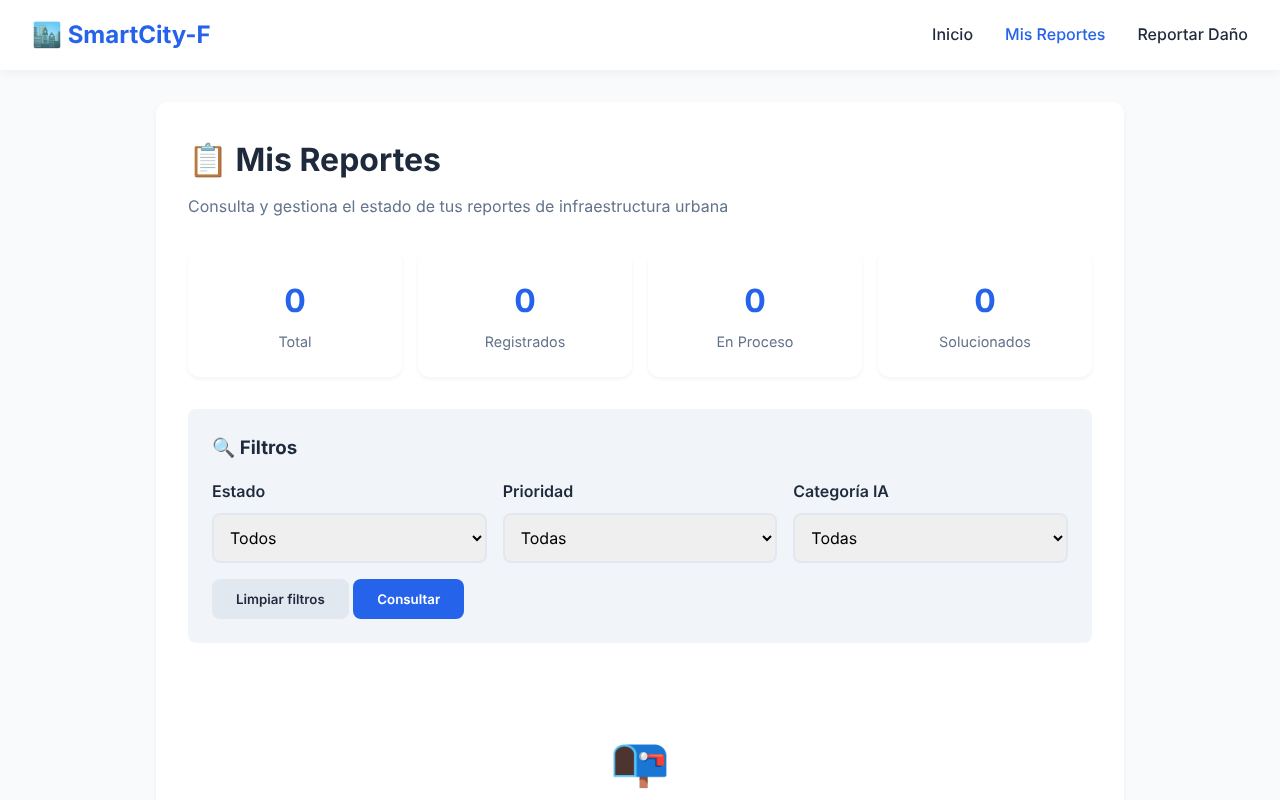 SmartCity-F
Inicio
Mis Reportes
Reportar Daño
Mis Reportes
Consulta y gestiona el estado de tus reportes de infraestructura urbana
0
Total
0
Registrados
0
En Proceso
0
Solucionados
Filtros
Estado
Todos
Prioridad
Todas
Categoría IA
Todas
Limpiar filtros
Consultar